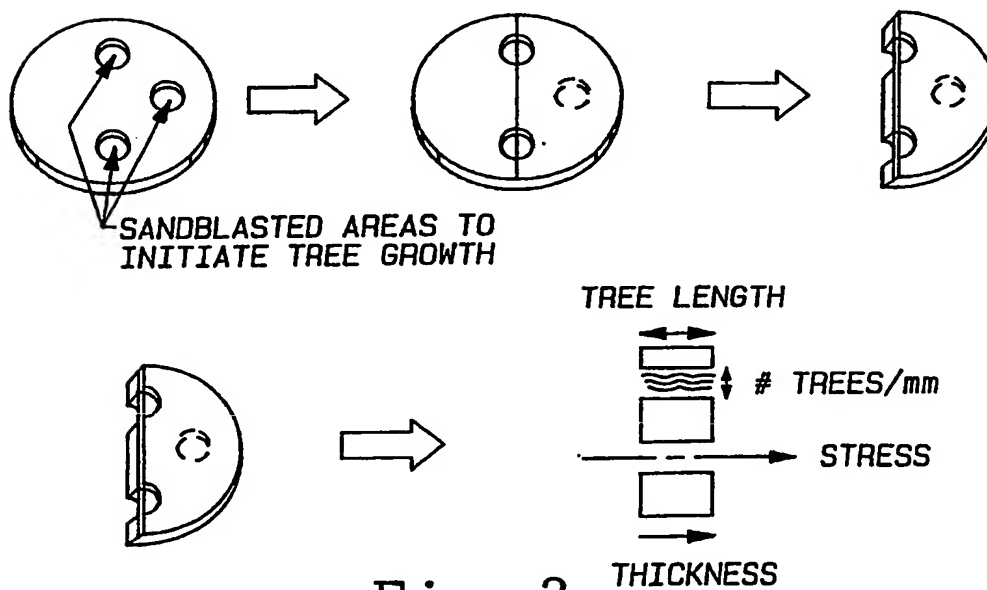 SANDBLASTED AREAS TO
INITIATE TREE GROWTH
TREE LENGTH
# TREES/mm
STRESS
THICKNESS